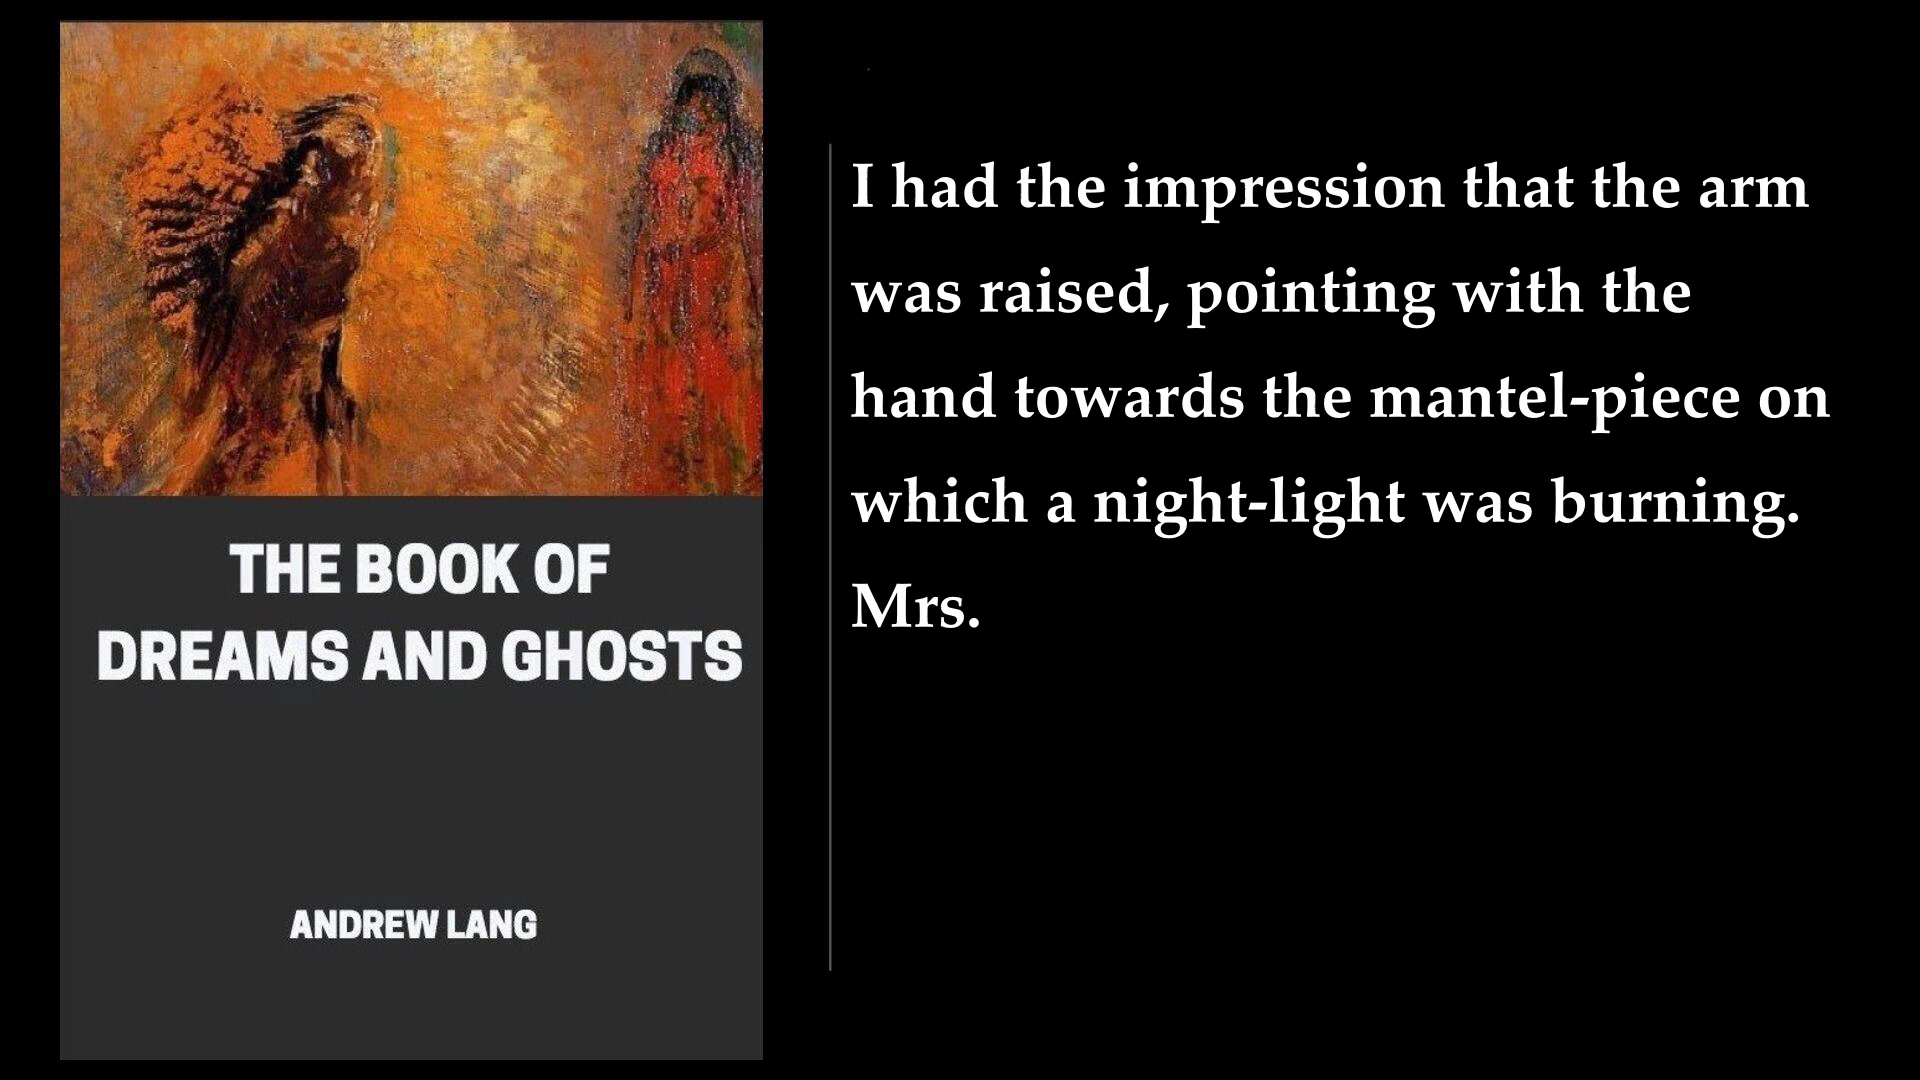 THE BOOK OF
DREAMS AND GHOSTS
ANDREW LANG
I had the impression that the arm
was raised, pointing with the
hand towards the mantel-piece on
which a night-light was burning.
Mrs.